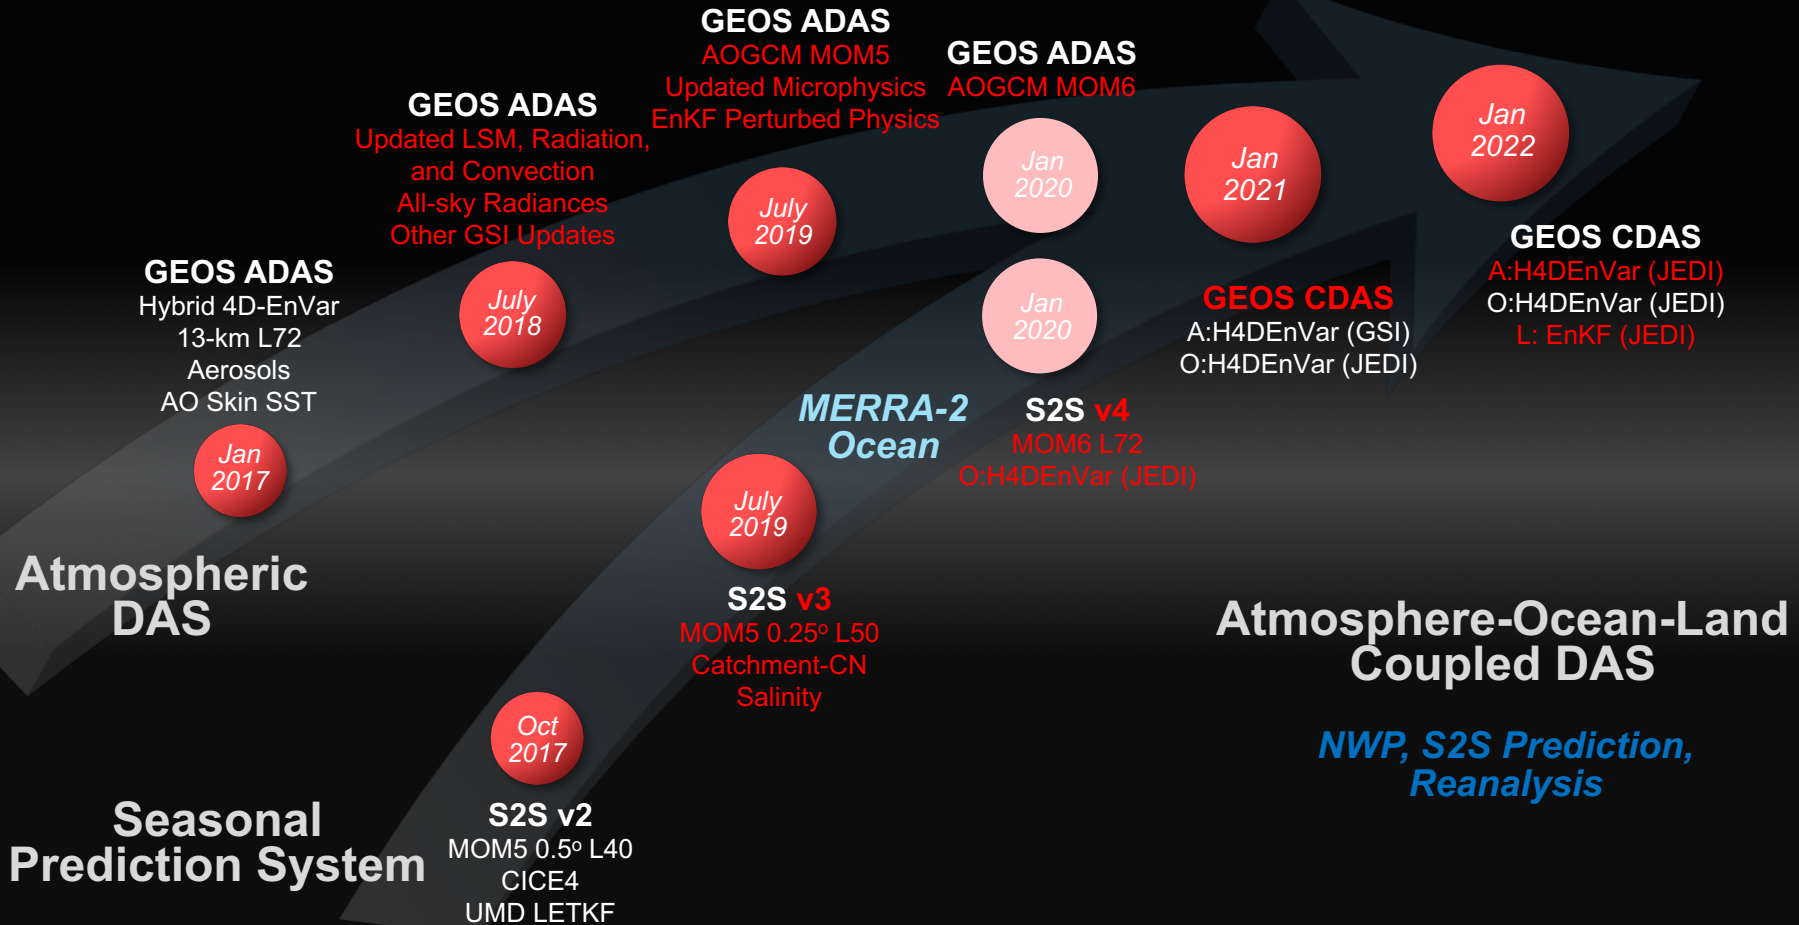 GEOS ADAS
AOGCM MOM5
Updated Microphysics
EnKF Perturbed Physics
GEOS ADAS
AOGCM MOM6
GEOS ADAS
Updated LSM, Radiation,
and Convection
All-sky Radiances
Other GSI Updates
GEOS ADAS
Hybrid 4D-EnVar
13-km L72
Aerosols
AO Skin SST
Jan
2017
July
2018
July
2019
Jan
2020
Jan
2021
Jan
2022
GEOS CDAS
A:H4DEnVar (JEDI)
O:H4DEnVar (JEDI)
L: EnKF (JEDI)
GEOS CDAS
A:H4DEnVar (GSI)
O:H4DEnVar (JEDI)
Jan
2020
S2S v4
MOM6 L72
O:H4DEnVar (JEDI)
MERRA-2
Ocean
July
2019
S2S v3
MOM5 0.25º L50
Catchment-CN
Salinity
Atmospheric
DAS
Oct
2017
S2S v2
MOM5 0.5º L40
CICE4
UMD LETKF
Seasonal
Prediction System
Atmosphere-Ocean-Land
Coupled DAS
NWP, S2S Prediction,
Reanalysis